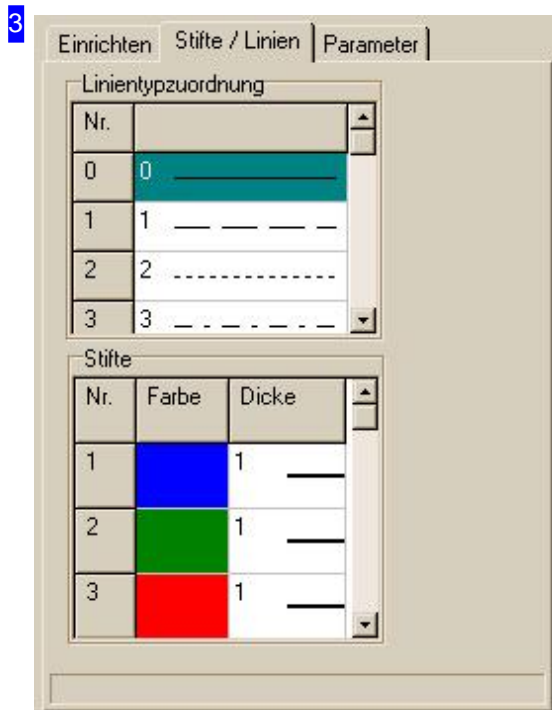 3
Einrichten Stifte / Linien Parameter
Linientypzuordnung
Nr.
0 0
1 1
2 2
3 3
Stifte
Nr. Farbe Dicke
1 1
2 1
3 1